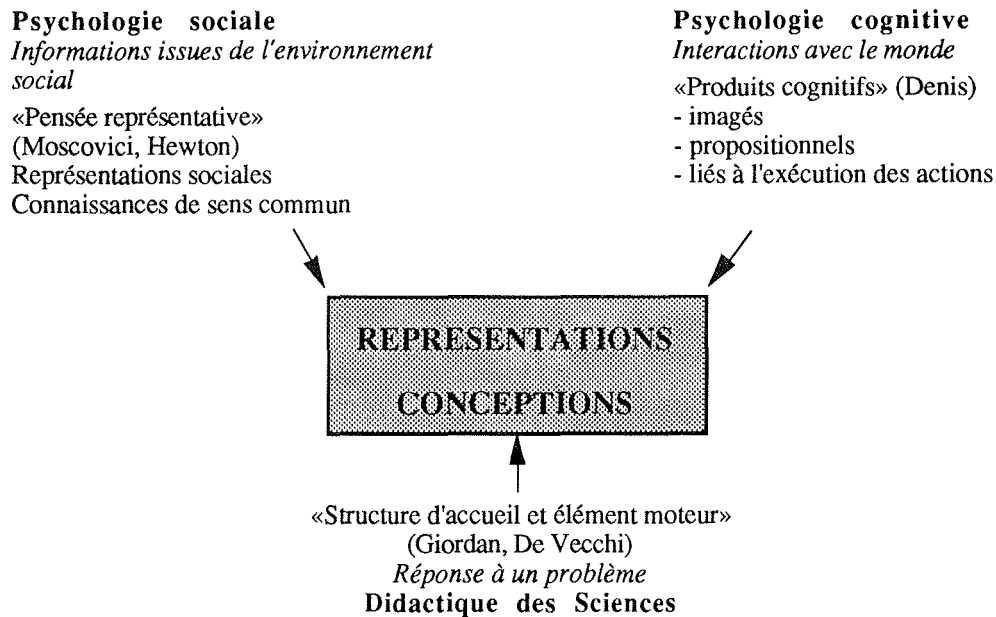 Psychologie sociale
Informations issues de l'environnement
social
«Pensée représentative»
(Moscovici, Hewton)
Représentations sociales
Connaissances de sens commun
Psychologie cognitive
Interactions avec le monde
«Produits cognitifs» (Denis)
- imagés
- propositionnels
- liés à l'exécution des actions
REPRESENTATIONS
CONCEPTIONS
«Structure d'accueil et élément moteur»
(Giordan, De Vecchi)
Réponse à un problème
Didactique des Sciences